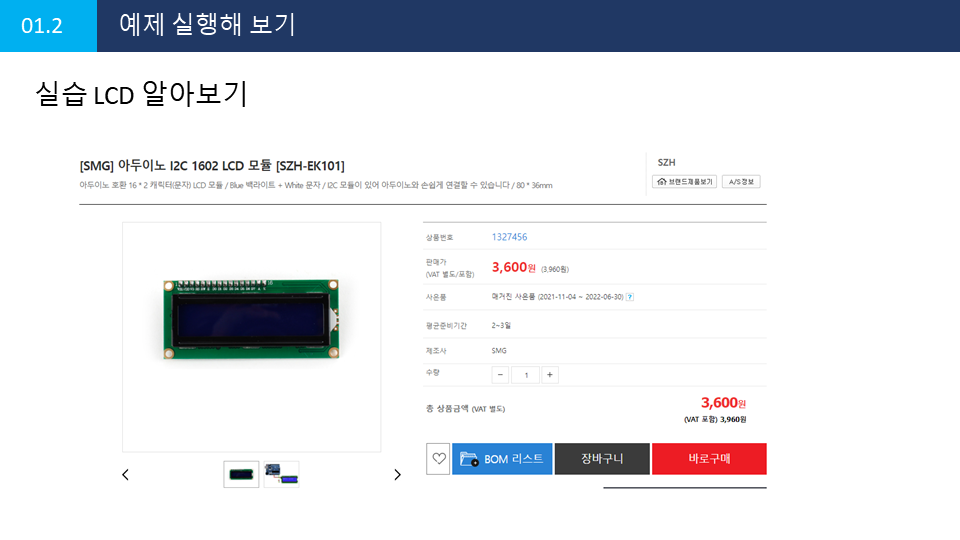 01.2 예제 실행해 보기
실습 LCD 알아보기
[SMG] 아두이노 I2C 1602 LCD 모듈 [SZH-EK101]
아두이노 호환 16 * 2 캐릭터(문자) LCD 모듈 / Blue 백라이트 + White 문자 / I2C 모듈이 있어 아두이노와 손쉽게 연결할 수 있습니다 / 80 * 36mm
SZH
브랜드제품보기 A/S정보
상품번호 1327456
판매가
(VAT 별도/포함) 3,600원 (3,960원)
사은품 매거진 사은품 (2021-11-04 ~ 2022-06-30) ?
평균준비기간 2~3일
제조사 SMG
수량 − 1 +
총 상품금액 (VAT 별도) 3,600원
(VAT 포함) 3,960원
BOM 리스트 장바구니 바로구매